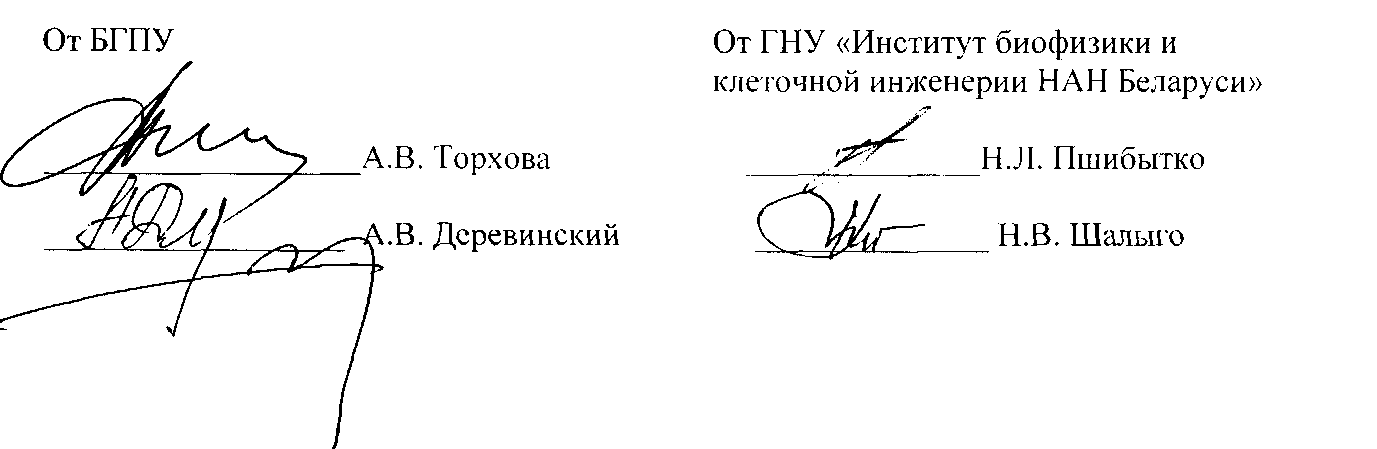 От БГПУ
А.В. Торхова
А.В. Деревинский
От ГНУ «Институт биофизики и
клеточной инженерии НАН Беларуси»
Н.Л. Пшибытко
Н.В. Шалыго